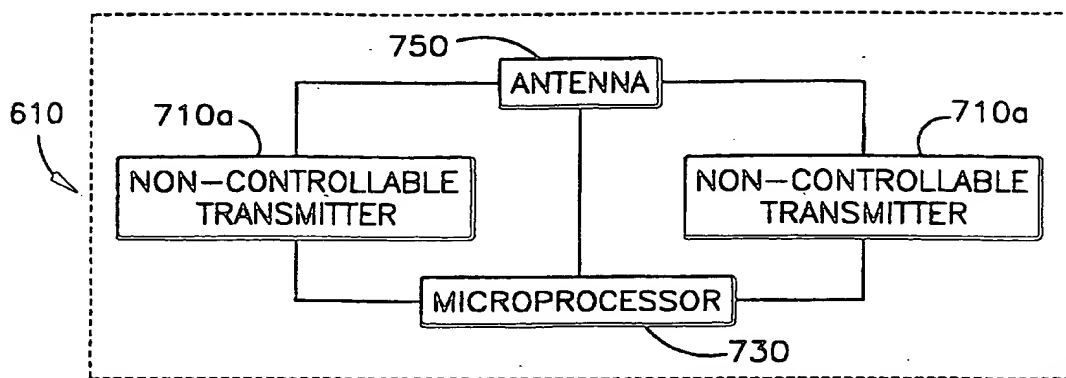 750
ANTENNA
610
710a
710a
NON-CONTROLLABLE
TRANSMITTER
NON-CONTROLLABLE
TRANSMITTER
MICROPROCESSOR
730